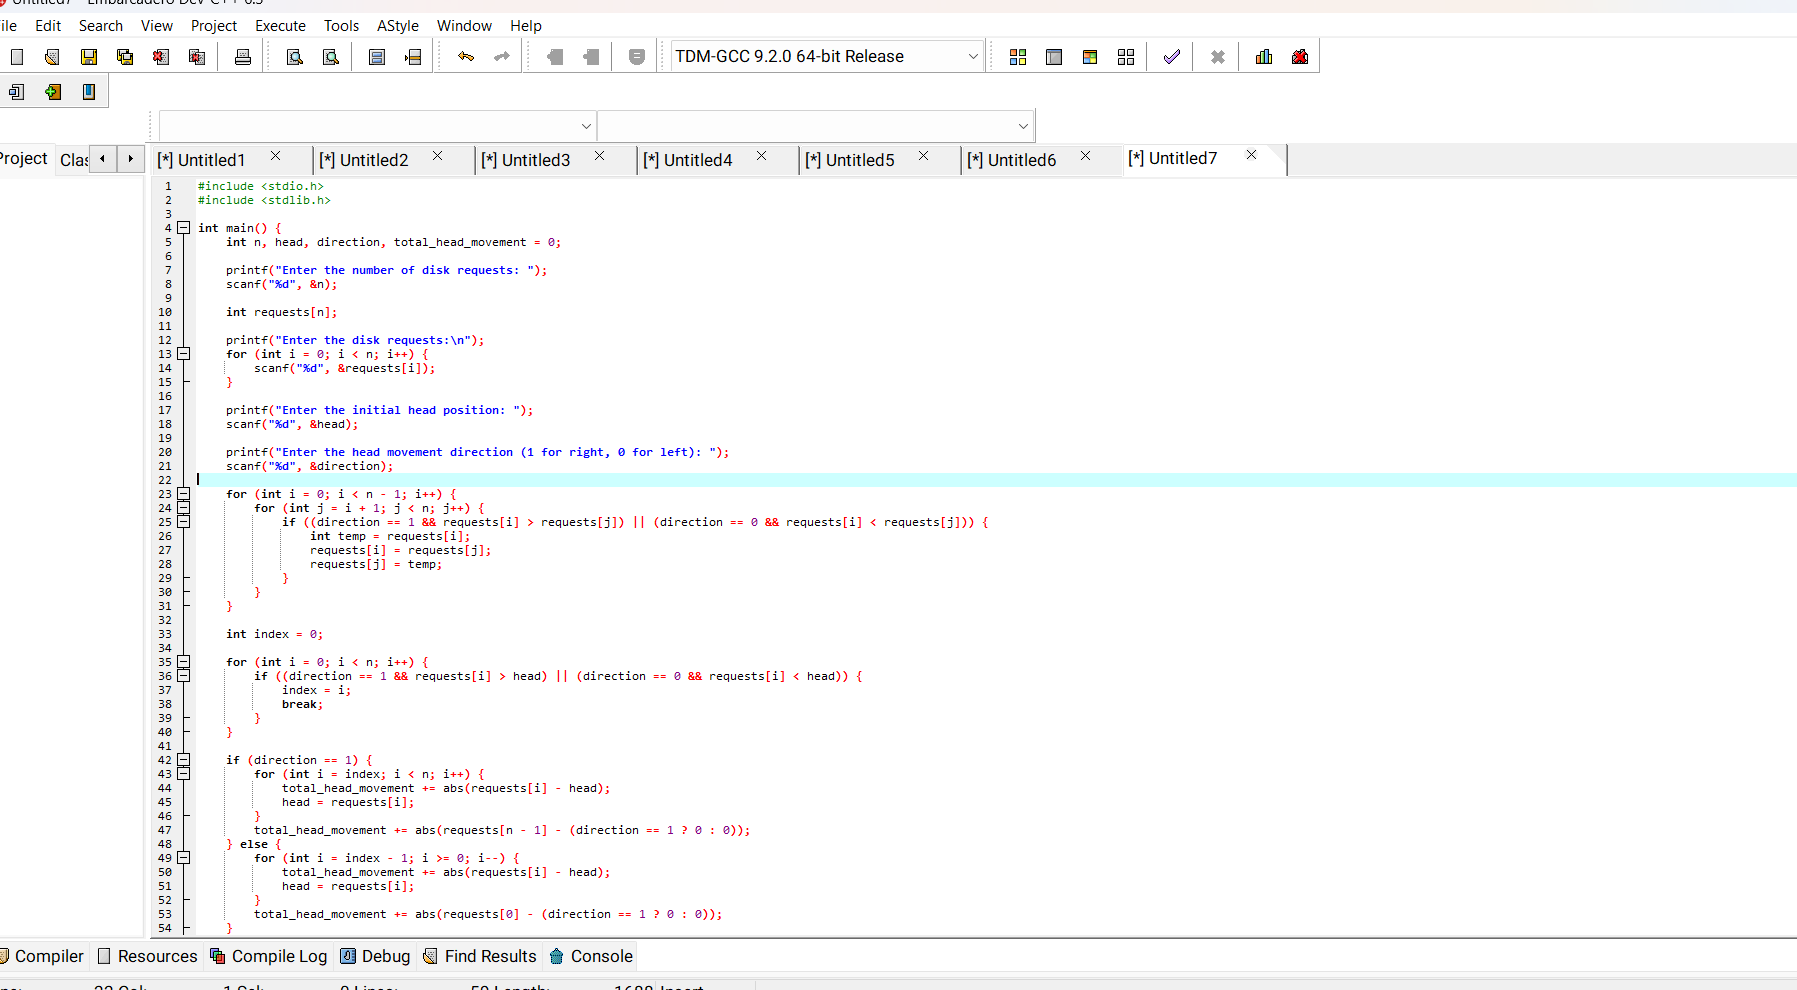 File Edit Search View Project Execute Tools AStyle Window Help
TDM-GCC 9.2.0 64-bit Release
Project Clas [*] Untitled1 [*] Untitled2 [*] Untitled3 [*] Untitled4 [*] Untitled5 [*] Untitled6 [*] Untitled7
1 #include <stdio.h>
2 #include <stdlib.h>
3
4 int main() {
5 int n, head, direction, total_head_movement = 0;
6
7 printf("Enter the number of disk requests: ");
8 scanf("%d", &n);
9
10 int requests[n];
11
12 printf("Enter the disk requests:\n");
13 for (int i = 0; i < n; i++) {
14 scanf("%d", &requests[i]);
15 }
16
17 printf("Enter the initial head position: ");
18 scanf("%d", &head);
19
20 printf("Enter the head movement direction (1 for right, 0 for left): ");
21 scanf("%d", &direction);
22
23 for (int i = 0; i < n - 1; i++) {
24 for (int j = i + 1; j < n; j++) {
25 if ((direction == 1 && requests[i] > requests[j]) || (direction == 0 && requests[i] < requests[j])) {
26 int temp = requests[i];
27 requests[i] = requests[j];
28 requests[j] = temp;
29 }
30 }
31 }
32
33 int index = 0;
34
35 for (int i = 0; i < n; i++) {
36 if ((direction == 1 && requests[i] > head) || (direction == 0 && requests[i] < head)) {
37 index = i;
38 break;
39 }
40 }
41
42 if (direction == 1) {
43 for (int i = index; i < n; i++) {
44 total_head_movement += abs(requests[i] - head);
45 head = requests[i];
46 }
47 total_head_movement += abs(requests[n - 1] - (direction == 1 ? 0 : 0));
48 } else {
49 for (int i = index - 1; i >= 0; i--) {
50 total_head_movement += abs(requests[i] - head);
51 head = requests[i];
52 }
53 total_head_movement += abs(requests[0] - (direction == 1 ? 0 : 0));
54 }
Compiler Resources Compile Log Debug Find Results Console